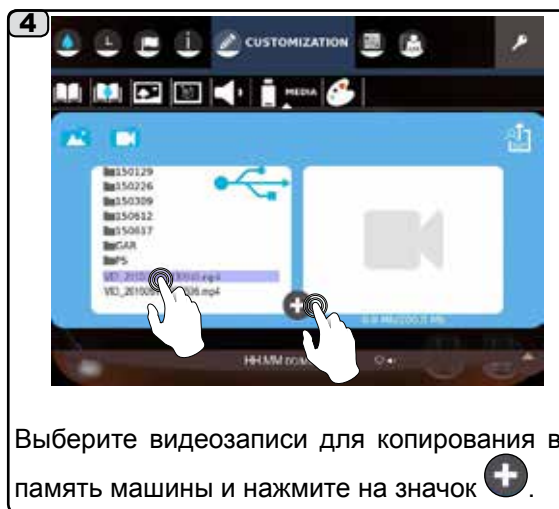 4
CUSTOMIZATION
MEDIA
150129
150226
150309
150612
150637
GAR
PS
HH:MM
Выберите видеозаписи для копирования в
память машины и нажмите на значок